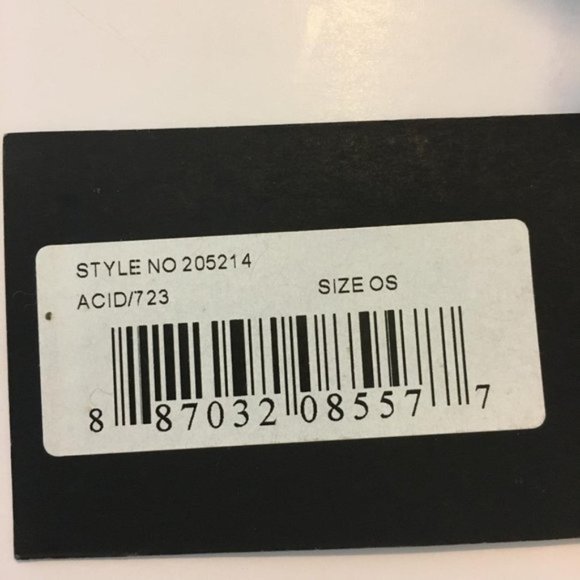 STYLE NO 205214
ACID/723
SIZE OS
8 87032 08557 7